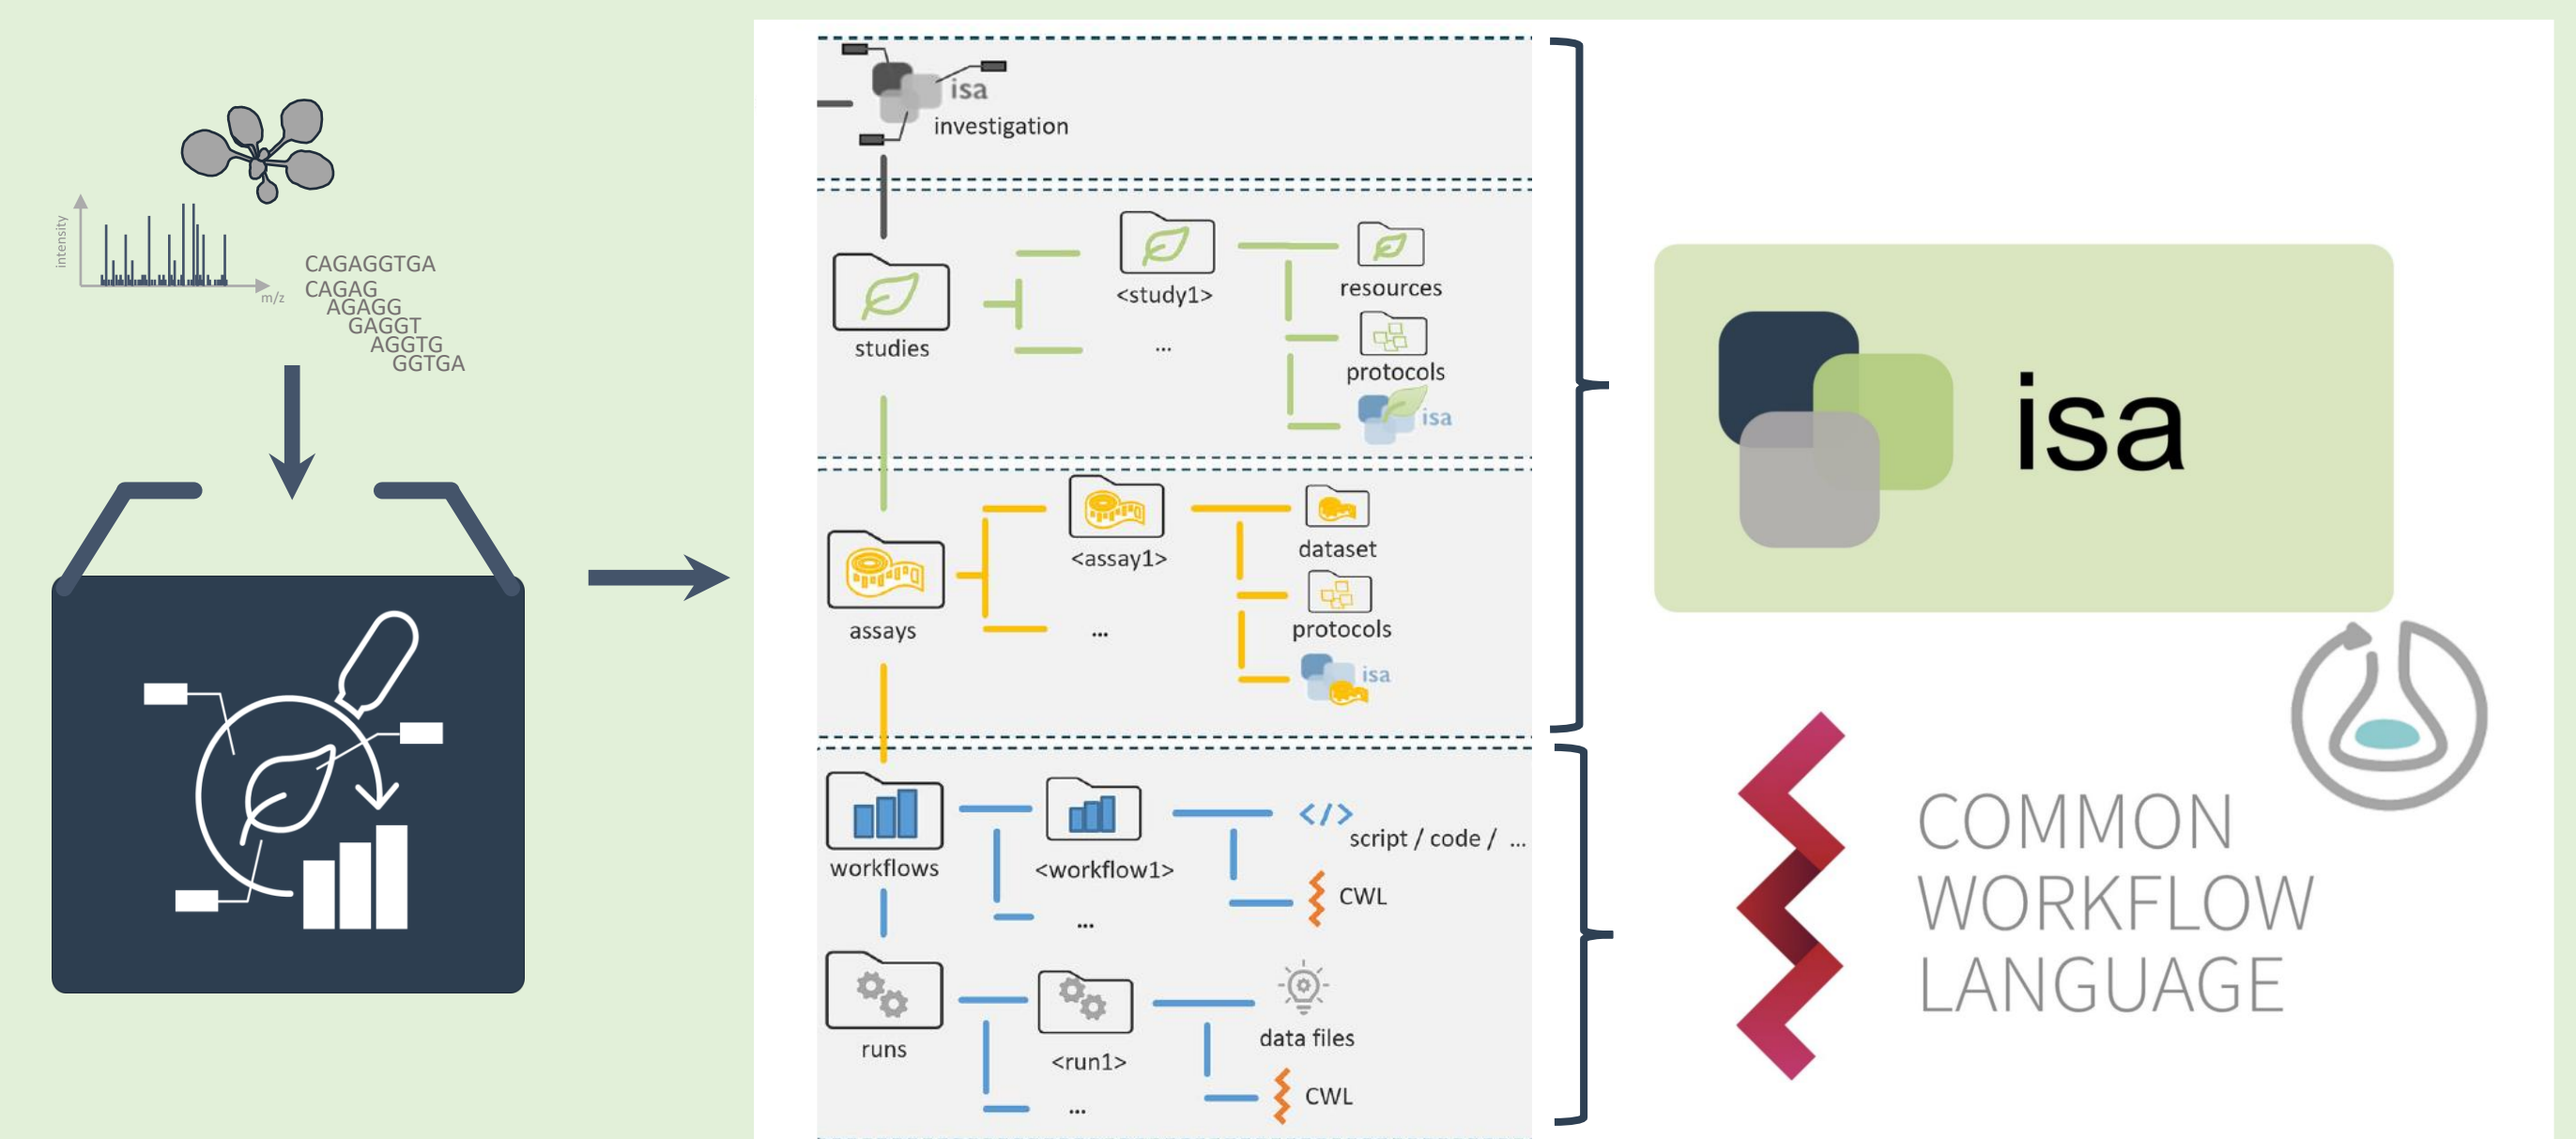 intensity
m/z
CAGAGGTGA
CAGAG
AGAGG
GAGGT
AGGTG
GGTGA
isa
investigation
studies
<study1>
...
resources
protocols
isa
assays
<assay1>
...
dataset
protocols
isa
workflows
<workflow1>
...
</>
script / code / ...
CWL
runs
<run1>
...
data files
CWL
isa
COMMON
WORKFLOW
LANGUAGE